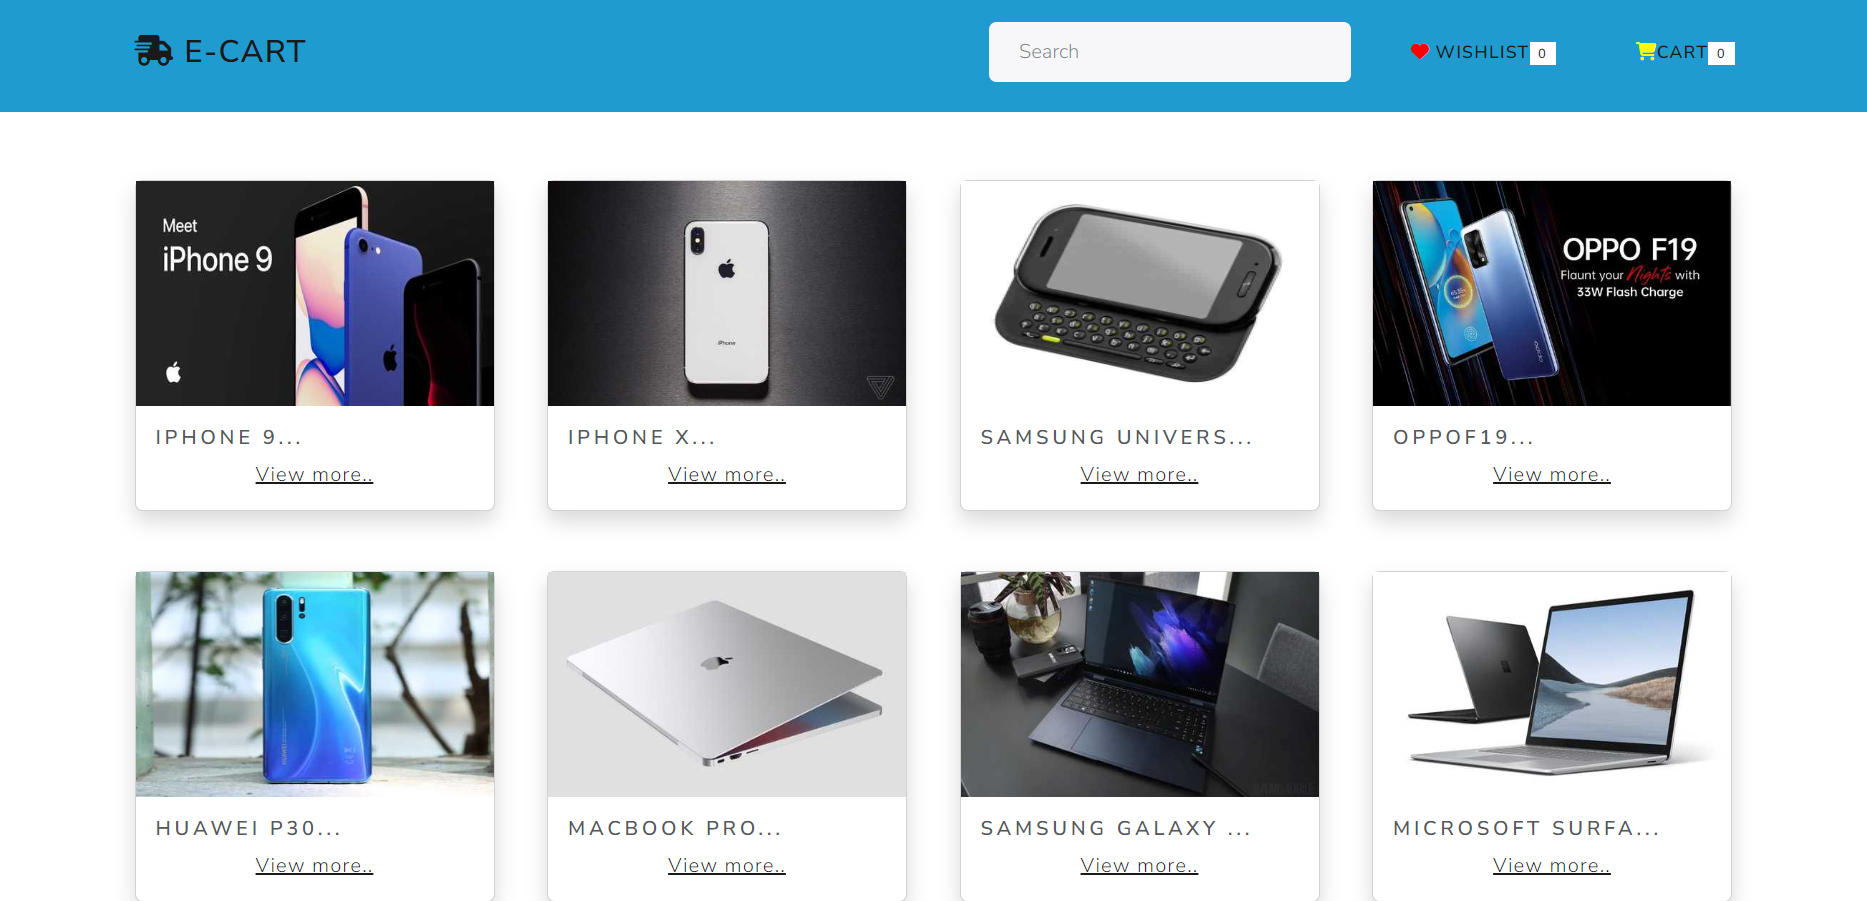 E-CART
Search
WISHLIST 0
CART 0
Meet
iPhone 9
iPhone
OPPO F19
Flaunt your Nights with
33W Flash Charge
oppo
IPHONE 9...
IPHONE X...
SAMSUNG UNIVERS...
OPPOF19...
View more..
View more..
View more..
View more..
HUAWEI
HUAWEI P30...
MACBOOK PRO...
SAMSUNG GALAXY ...
MICROSOFT SURFA...
View more..
View more..
View more..
View more..